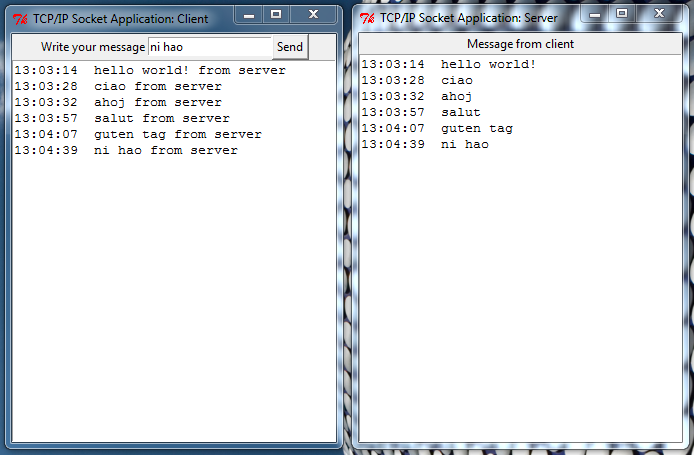 TCP/IP Socket Application: Client
Write your message ni hao Send
13:03:14 hello world! from server
13:03:28 ciao from server
13:03:32 ahoj from server
13:03:57 salut from server
13:04:07 guten tag from server
13:04:39 ni hao from server
TCP/IP Socket Application: Server
Message from client
13:03:14 hello world!
13:03:28 ciao
13:03:32 ahoj
13:03:57 salut
13:04:07 guten tag
13:04:39 ni hao